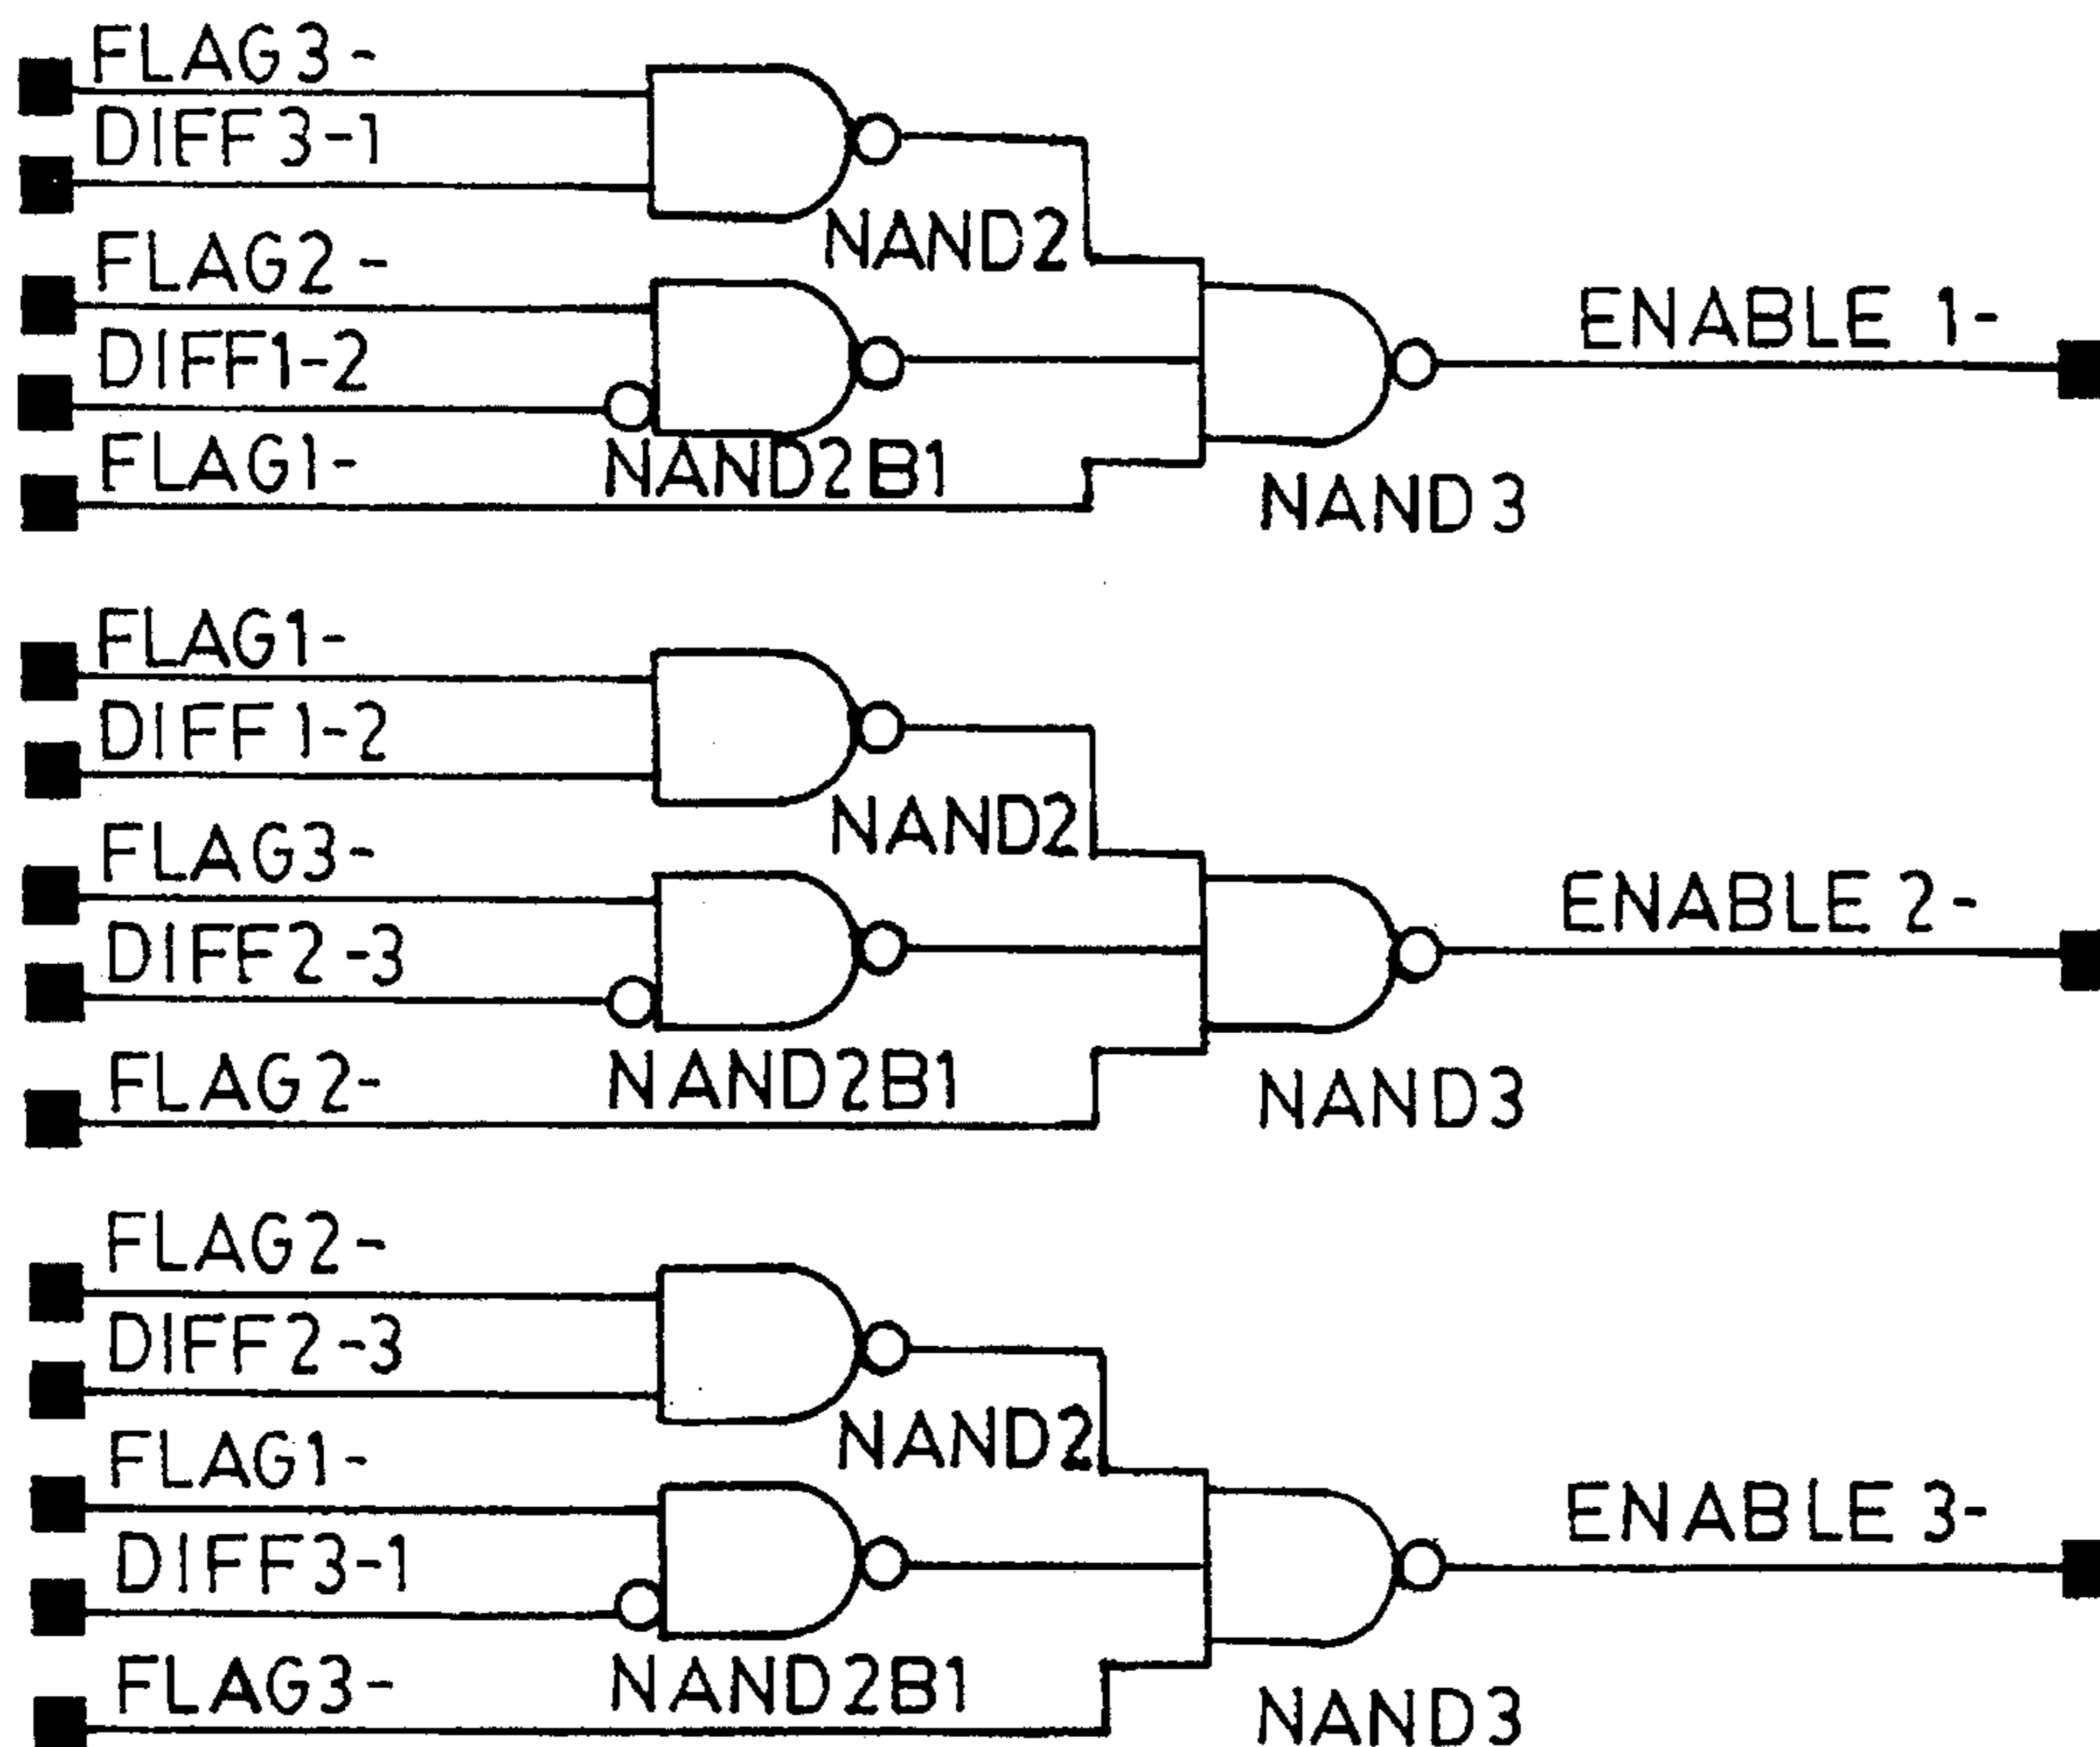 FLAG3-
DIFF3-1
NAND2
FLAG2-
DIFF1-2
NAND2B1
FLAG1-
NAND3
ENABLE 1-
FLAG1-
DIFF1-2
NAND2
FLAG3-
DIFF2-3
NAND2B1
FLAG2-
NAND3
ENABLE 2-
FLAG2-
DIFF2-3
NAND2
FLAG1-
DIFF3-1
NAND2B1
FLAG3-
NAND3
ENABLE 3-